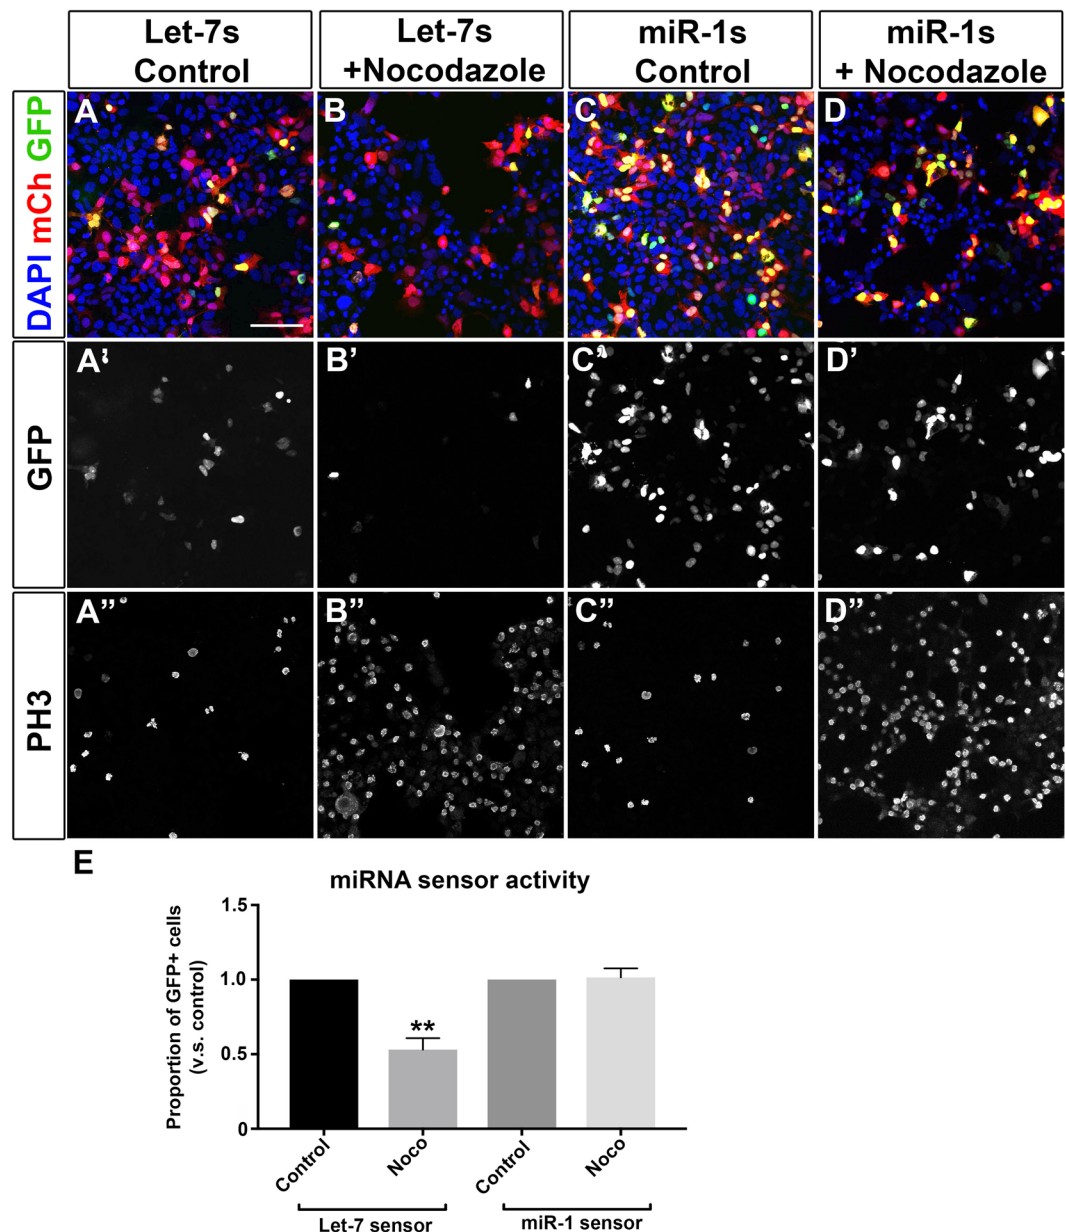 Let-7s
Control
Let-7s
+Nocodazole
miR-1s
Control
miR-1s
+ Nocodazole
DAPI mCh GFP
A
B
C
D
GFP
A'
B'
C'
D'
PH3
A”
B”
C”
D”
E
miRNA sensor activity
Proportion of GFP+ cells
(v.s. control)
1.5
1.0
0.5
0
**
Control
Noco
Control
Noco
Let-7 sensor
miR-1 sensor